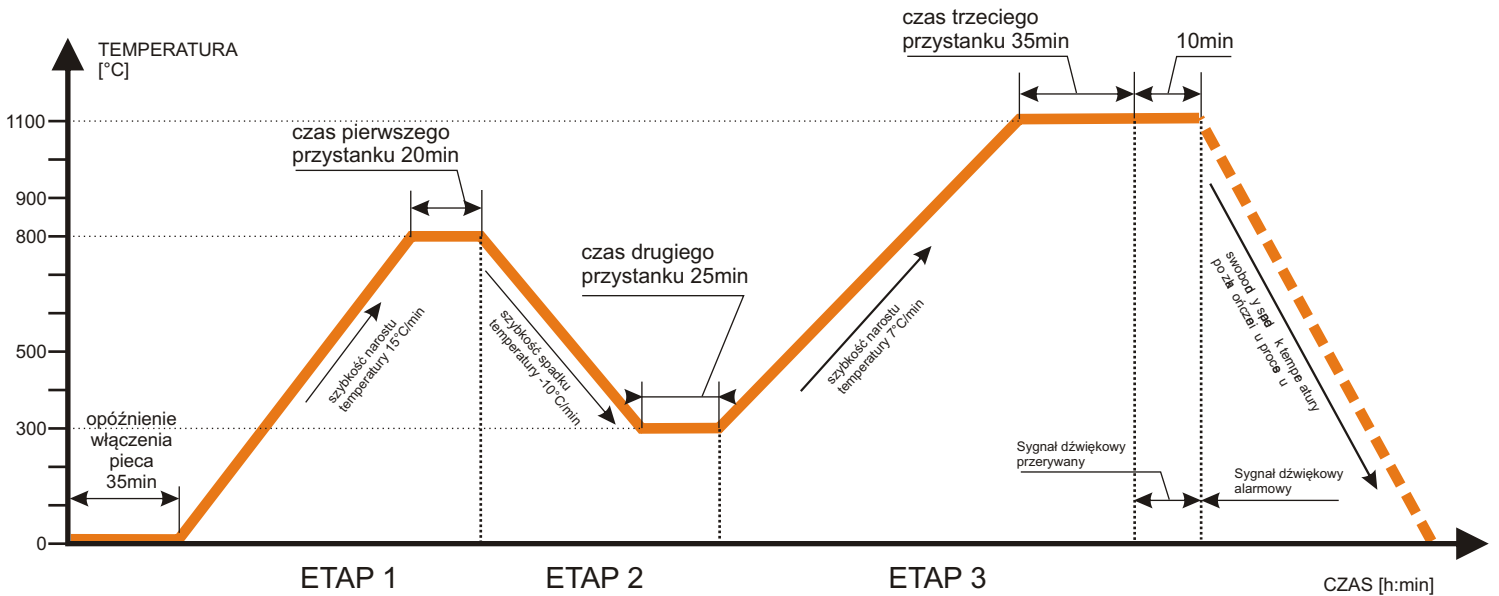 TEMPERATURA
[°C]
1100
900
800
500
300
0
opóźnienie
włączenia
pieca
35min
szybkość narostu
temperatury 15°C/min
czas pierwszego
przystanku 20min
szybkość spadku
temperatury -10°C/min
czas drugiego
przystanku 25min
szybkość narostu
temperatury 7°C/min
czas trzeciego
przystanku 35min
10min
Sygnał dźwiękowy
przerywany
Sygnał dźwiękowy
alarmowy
ETAP 1
ETAP 2
ETAP 3
CZAS [h:min]